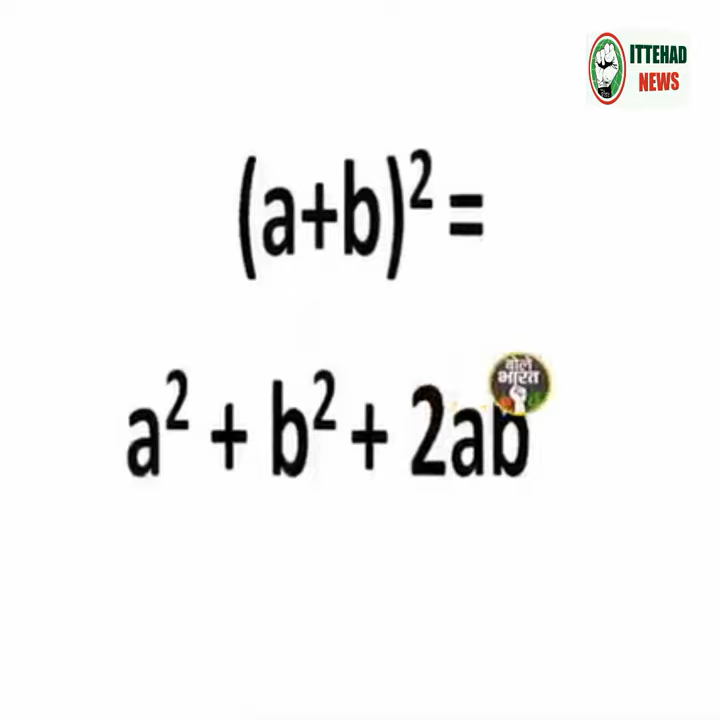 ITTEHAD
NEWS
(a+b)² =
बोले
भारत
a² + b² + 2ab